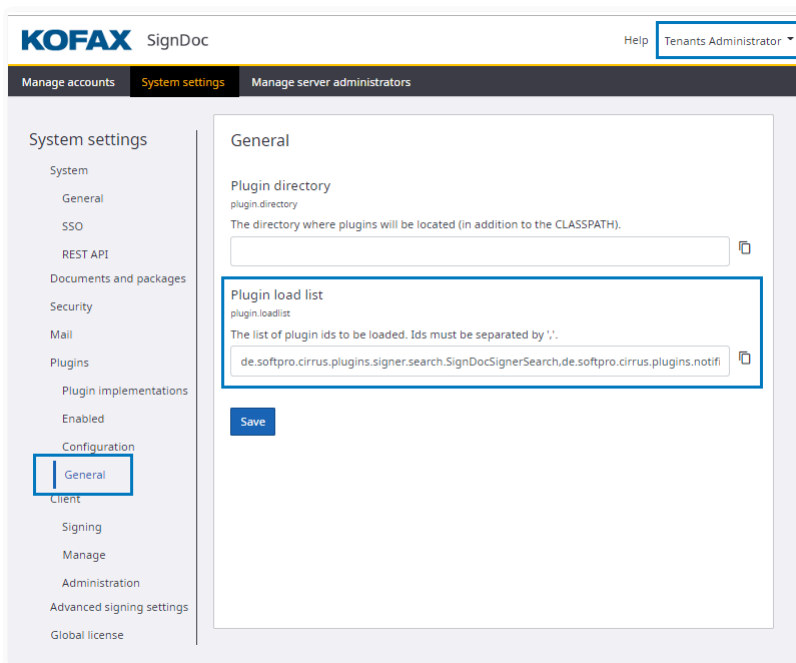 KOFAX SignDoc
Help Tenants Administrator
Manage accounts System settings Manage server administrators
System settings
System
General
SSO
REST API
Documents and packages
Security
Mail
Plugins
Plugin implementations
Enabled
Configuration
General
Client
Signing
Manage
Administration
Advanced signing settings
Global license
General
Plugin directory
plugin.directory
The directory where plugins will be located (in addition to the CLASSPATH).
Plugin load list
plugin.loadlist
The list of plugin ids to be loaded. Ids must be separated by ','.
de.softpro.cirrus.plugins.signer.search.SignDocSignerSearch,de.softpro.cirrus.plugins.notifi
Save